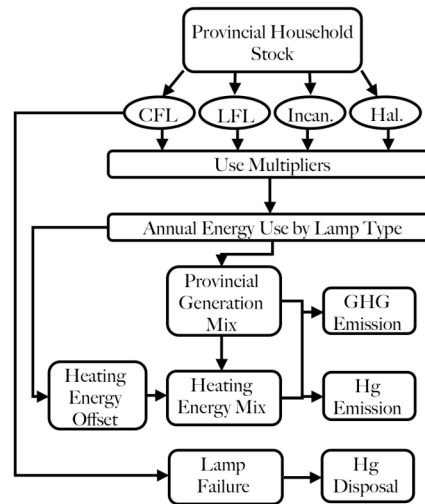 Provincial Household
Stock
CFL
LFL
Incan.
Hal.
Use Multipliers
Annual Energy Use by Lamp Type
Provincial
Generation
Mix
GHG
Emission
Heating
Energy
Offset
Heating
Energy Mix
Hg
Emission
Lamp
Failure
Hg
Disposal